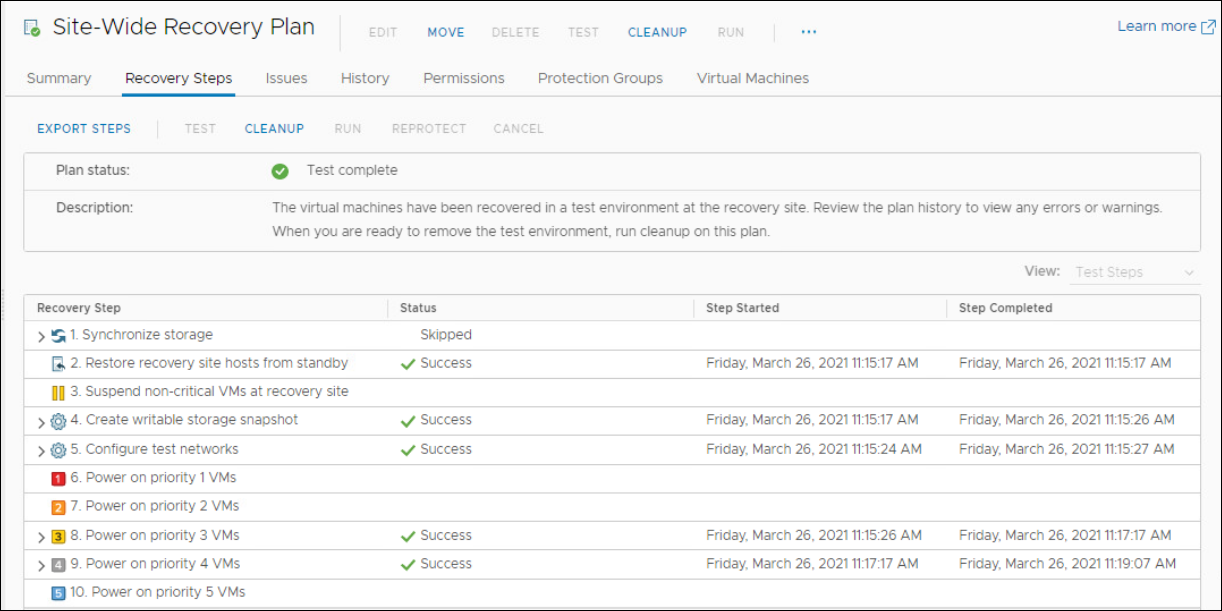 Site-Wide Recovery Plan EDIT MOVE DELETE TEST CLEANUP RUN ... Learn more
Summary Recovery Steps Issues History Permissions Protection Groups Virtual Machines
EXPORT STEPS TEST CLEANUP RUN REPROTECT CANCEL
Plan status: Test complete
Description: The virtual machines have been recovered in a test environment at the recovery site. Review the plan history to view any errors or warnings.
When you are ready to remove the test environment, run cleanup on this plan.
View: Test Steps
Recovery Step Status Step Started Step Completed
1. Synchronize storage Skipped
2. Restore recovery site hosts from standby Success Friday, March 26, 2021 11:15:17 AM Friday, March 26, 2021 11:15:17 AM
3. Suspend non-critical VMs at recovery site
4. Create writable storage snapshot Success Friday, March 26, 2021 11:15:17 AM Friday, March 26, 2021 11:15:26 AM
5. Configure test networks Success Friday, March 26, 2021 11:15:24 AM Friday, March 26, 2021 11:15:27 AM
1 6. Power on priority 1 VMs
2 7. Power on priority 2 VMs
3 8. Power on priority 3 VMs Success Friday, March 26, 2021 11:15:26 AM Friday, March 26, 2021 11:17:17 AM
4 9. Power on priority 4 VMs Success Friday, March 26, 2021 11:17:17 AM Friday, March 26, 2021 11:19:07 AM
5 10. Power on priority 5 VMs